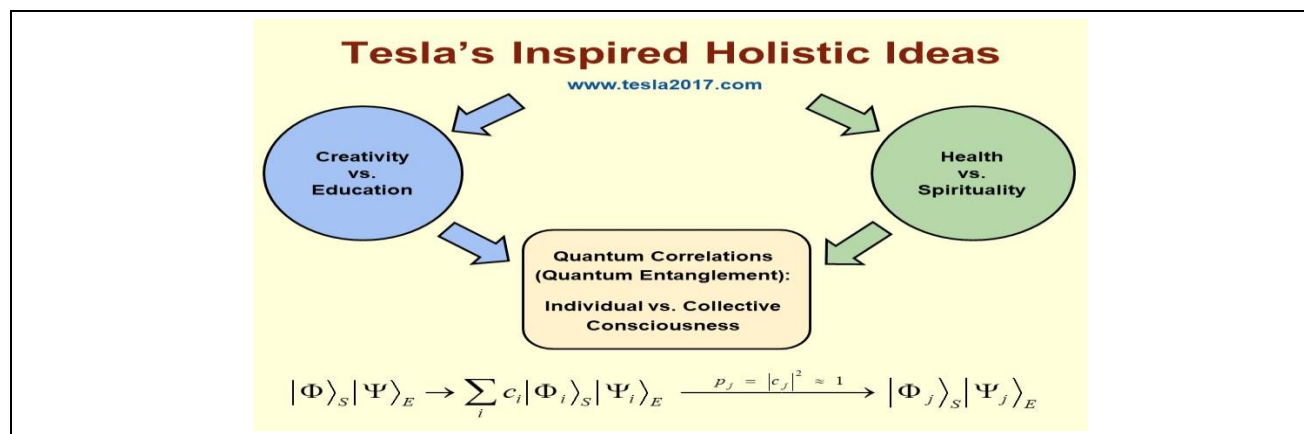 Tesla's Inspired Holistic Ideas
www.tesla2017.com
Creativity
vs.
Education
Health
vs.
Spirituality
Quantum Correlations
(Quantum Entanglement):
Individual vs. Collective
Consciousness
|Φ⟩_S|Ψ⟩_E → ∑_i c_i|Φ_i⟩_S|Ψ_i⟩_E —p_j = |c_j|² ≈ 1→ |Φ_j⟩_S|Ψ_j⟩_E